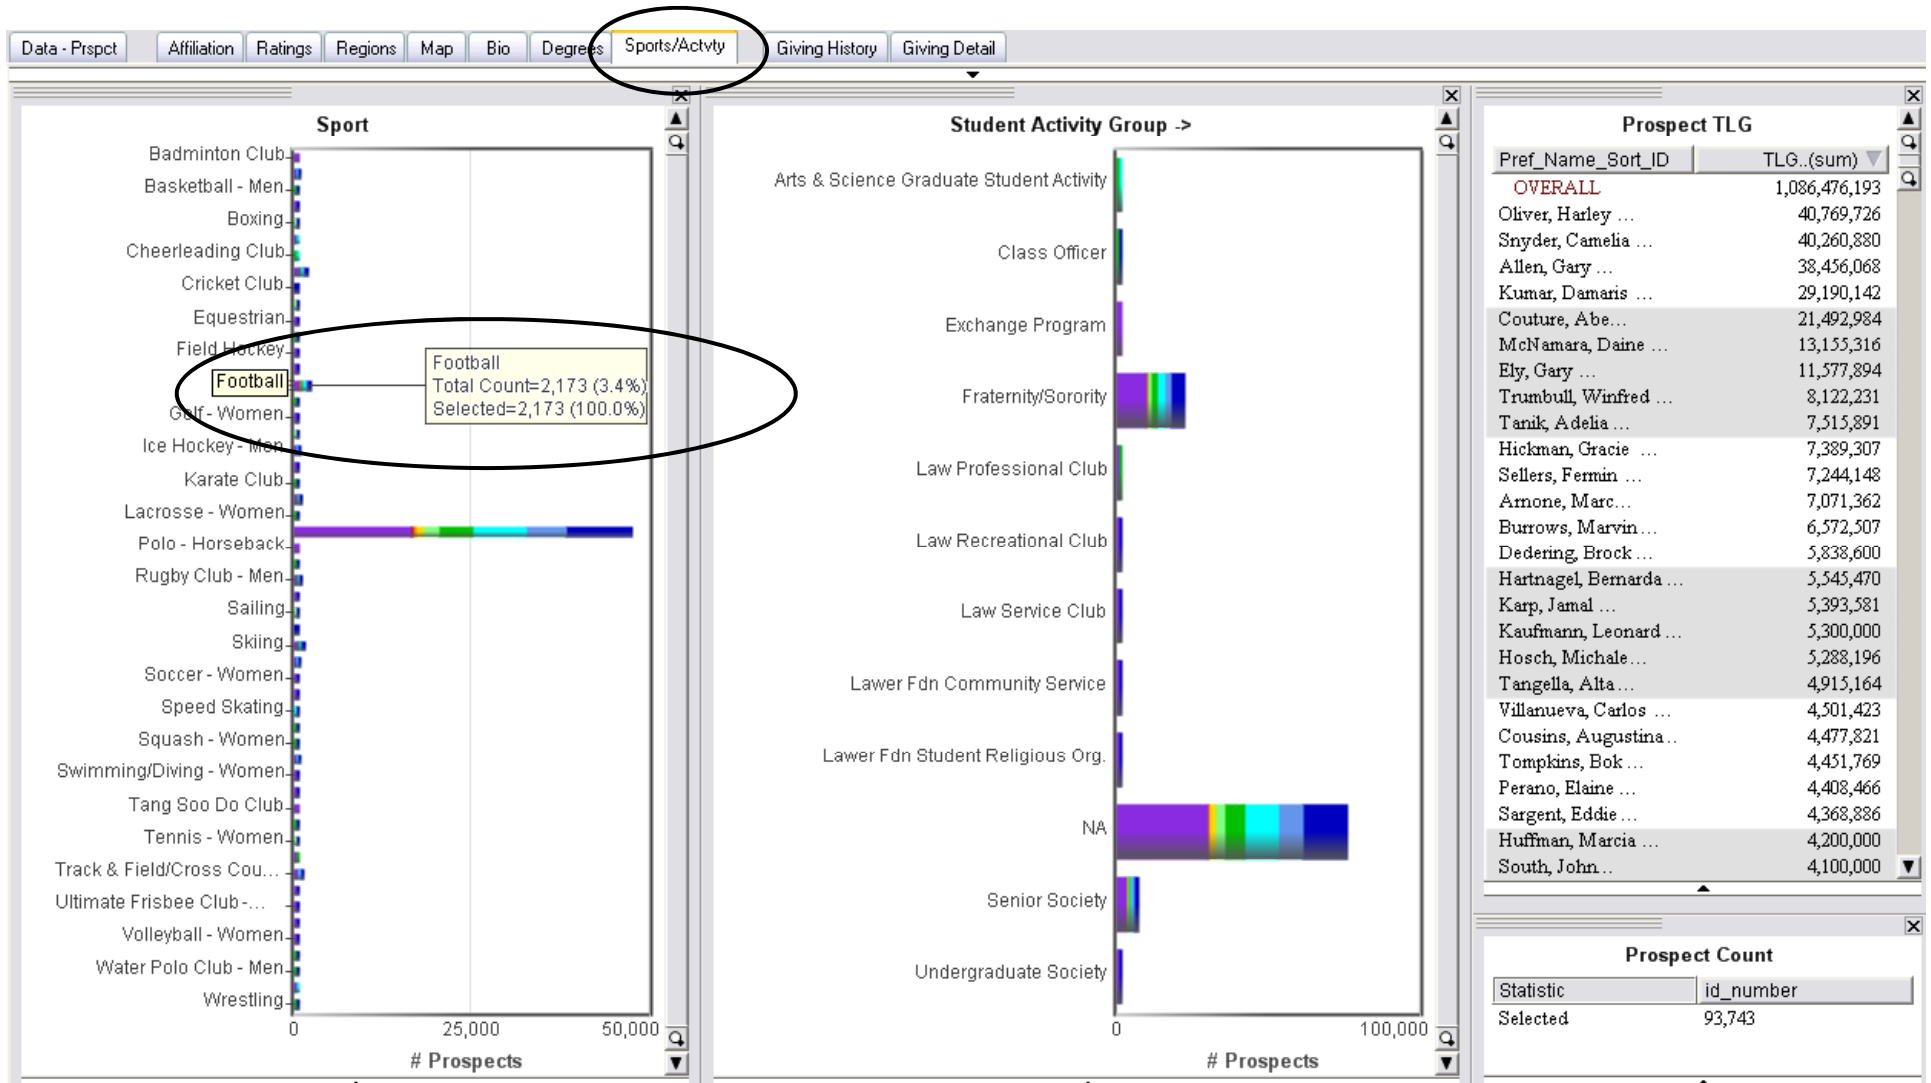 Data - Prspct Affiliation Ratings Regions Map Bio Degrees Sports/Actvty Giving History Giving Detail
Sport
Badminton Club
Basketball - Men
Boxing
Cheerleading Club
Cricket Club
Equestrian
Field Hockey
Football
Golf - Women
Ice Hockey - Men
Karate Club
Lacrosse - Women
Polo - Horseback
Rugby Club - Men
Sailing
Skiing
Soccer - Women
Speed Skating
Squash - Women
Swimming/Diving - Women
Tang Soo Do Club
Tennis - Women
Track & Field/Cross Cou...
Ultimate Frisbee Club -...
Volleyball - Women
Water Polo Club - Men
Wrestling
Football
Total Count=2,173 (3.4%)
Selected=2,173 (100.0%)
0 25,000 50,000
# Prospects
Student Activity Group ->
Arts & Science Graduate Student Activity
Class Officer
Exchange Program
Fraternity/Sorority
Law Professional Club
Law Recreational Club
Law Service Club
Lawer Fdn Community Service
Lawer Fdn Student Religious Org.
NA
Senior Society
Undergraduate Society
0 100,000
# Prospects
Prospect TLG
Pref_Name_Sort_ID TLG..(sum)
OVERALL 1,086,476,193
Oliver, Harley ... 40,769,726
Snyder, Camelia ... 40,260,880
Allen, Gary ... 38,456,068
Kumar, Damaris ... 29,190,142
Couture, Abe... 21,492,984
McNamara, Daine ... 13,155,316
Ely, Gary ... 11,577,894
Trumbull, Winfred ... 8,122,231
Tanik, Adelia ... 7,515,891
Hickman, Gracie ... 7,389,307
Sellers, Fermin ... 7,244,148
Arnone, Marc... 7,071,362
Burrows, Marvin... 6,572,507
Dedering, Brock ... 5,838,600
Hartnagel, Bernarda ... 5,545,470
Karp, Jamal ... 5,393,581
Kaufmann, Leonard ... 5,300,000
Hosch, Michale... 5,288,196
Tangella, Alta... 4,915,164
Villanueva, Carlos ... 4,501,423
Cousins, Augustina.. 4,477,821
Tompkins, Bok ... 4,451,769
Perano, Elaine ... 4,408,466
Sargent, Eddie ... 4,368,886
Huffman, Marcia ... 4,200,000
South, John... 4,100,000
Prospect Count
Statistic id_number
Selected 93,743